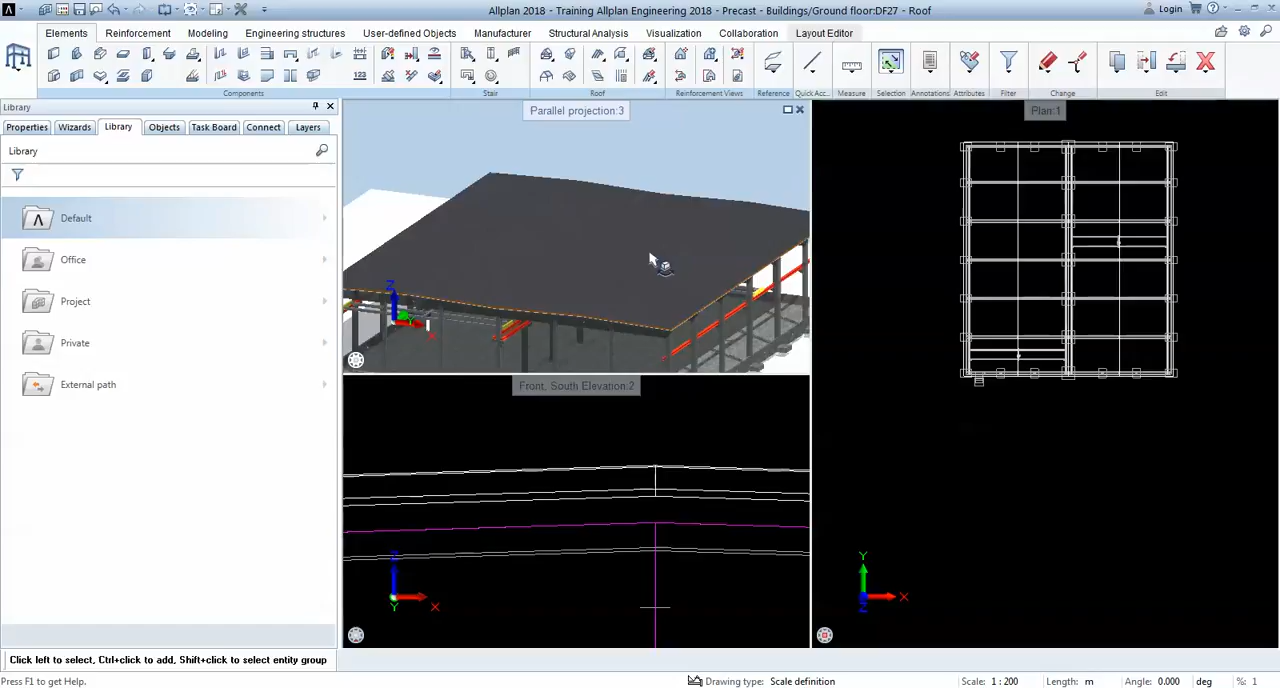 Allplan 2018 - Training Allplan Engineering 2018 - Precast - Buildings/Ground floor:DF27 - Roof
Login
Elements Reinforcement Modeling Engineering structures User-defined Objects Manufacturer Structural Analysis Visualization Collaboration Layout Editor
123
Components Stair Roof Reinforcement Views Reference Quick Acc... Measure Selection Annotations Attributes Filter Change Edit
Library
Properties Wizards Library Objects Task Board Connect Layers
Library
Default
Office
Project
Private
External path
Parallel projection:3
Z
X
Front, South Elevation:2
Z
Y X
Plan:1
Y
X
Z
Click left to select, Ctrl+click to add, Shift+click to select entity group
Press F1 to get Help.
Drawing type: Scale definition Scale: 1 : 200 Length: m Angle: 0.000 deg %: 1